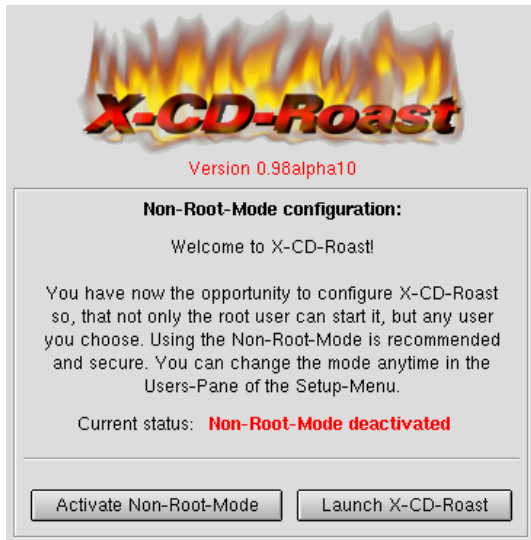 X-CD-Roast
Version 0.98alpha10
Non-Root-Mode configuration:
Welcome to X-CD-Roast!
You have now the opportunity to configure X-CD-Roast
so, that not only the root user can start it, but any user
you choose. Using the Non-Root-Mode is recommended
and secure. You can change the mode anytime in the
Users-Pane of the Setup-Menu.
Current status: Non-Root-Mode deactivated
Activate Non-Root-Mode Launch X-CD-Roast